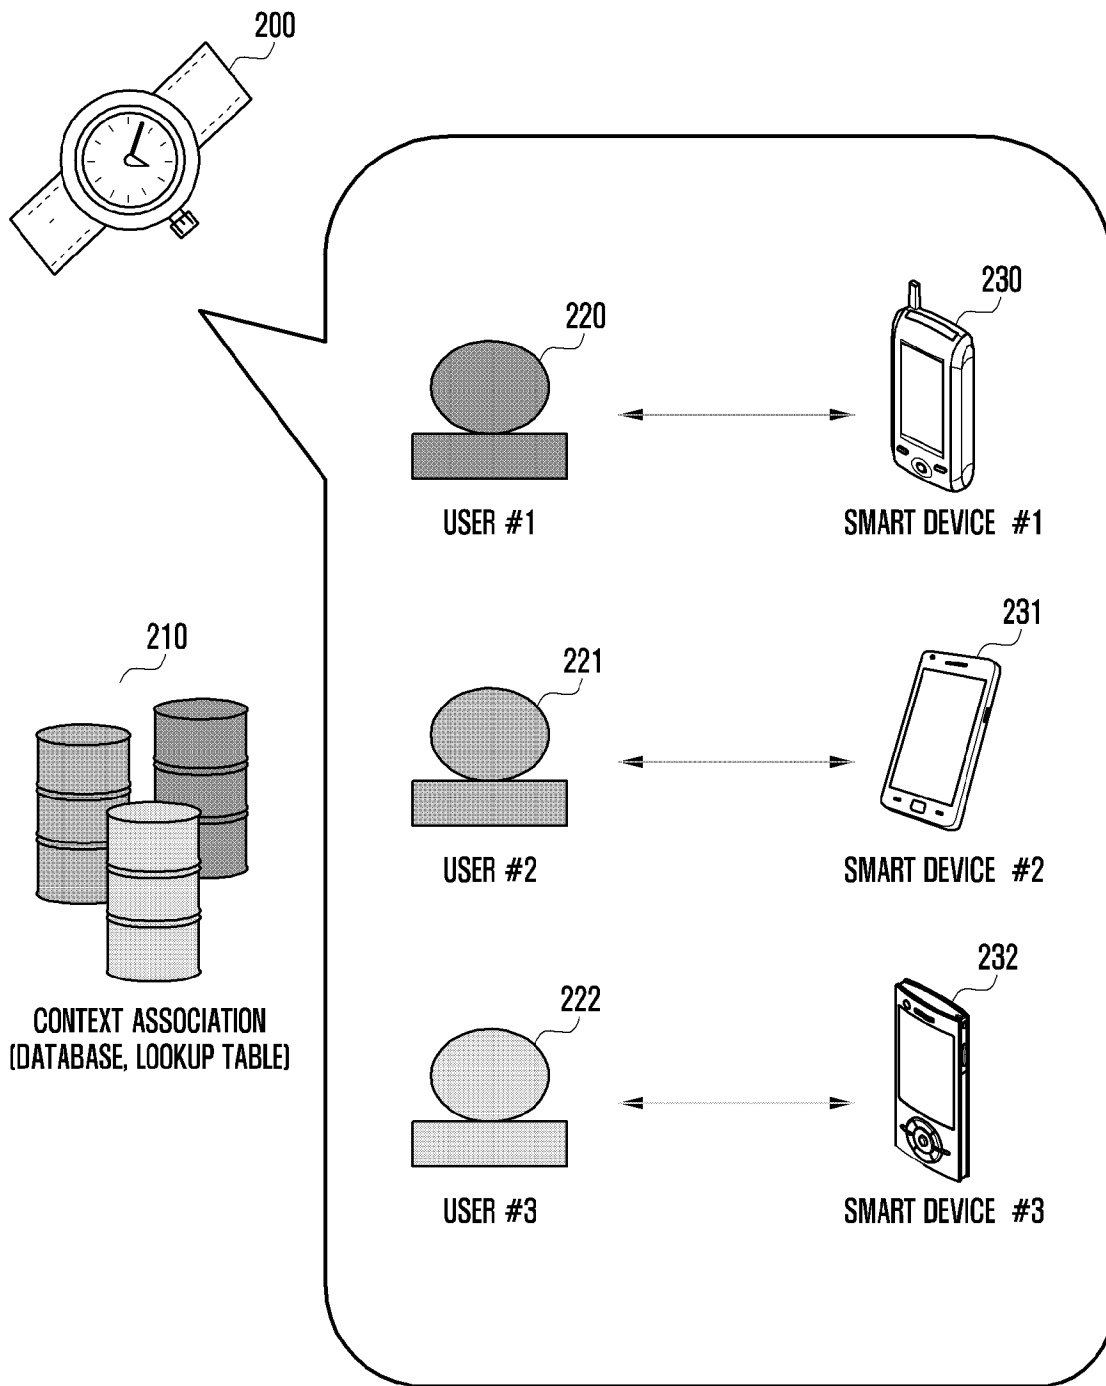 200
230
220
USER #1
SMART DEVICE #1
210
231
221
USER #2
SMART DEVICE #2
232
222
CONTEXT ASSOCIATION
(DATABASE, LOOKUP TABLE)
USER #3
SMART DEVICE #3